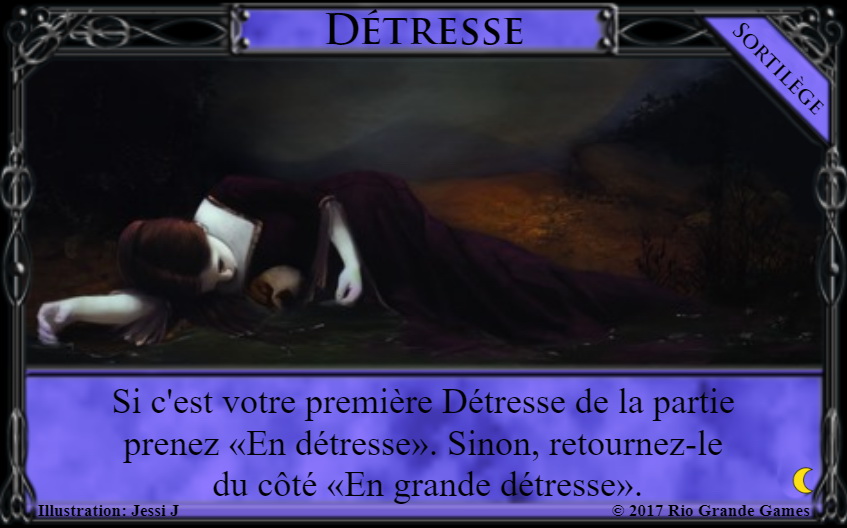 DÉTRESSE
SORTILÈGE
Si c'est votre première Détresse de la partie
prenez «En détresse». Sinon, retournez-le
du côté «En grande détresse».
Illustration: Jessi J
© 2017 Rio Grande Games